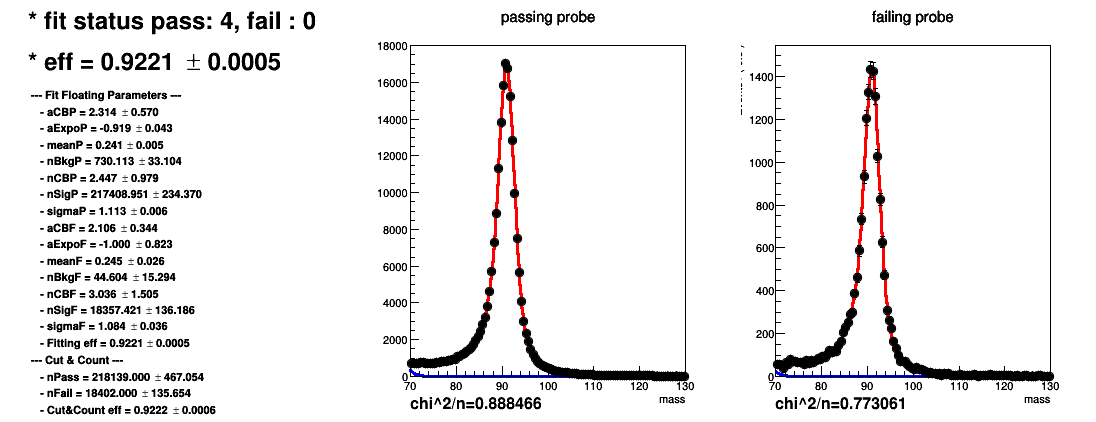 * fit status pass: 4, fail : 0
* eff = 0.9221 ± 0.0005
--- Fit Floating Parameters ---
- aCBP = 2.314 ± 0.570
- aExpoP = -0.919 ± 0.043
- meanP = 0.241 ± 0.005
- nBkgP = 730.113 ± 33.104
- nCBP = 2.447 ± 0.979
- nSigP = 217408.951 ± 234.370
- sigmaP = 1.113 ± 0.006
- aCBF = 2.106 ± 0.344
- aExpoF = -1.000 ± 0.823
- meanF = 0.245 ± 0.026
- nBkgF = 44.604 ± 15.294
- nCBF = 3.036 ± 1.505
- nSigF = 18357.421 ± 136.186
- sigmaF = 1.084 ± 0.036
- Fitting eff = 0.9221 ± 0.0005
--- Cut & Count ---
- nPass = 218139.000 ± 467.054
- nFail = 18402.000 ± 135.654
- Cut&Count eff = 0.9222 ± 0.0006
passing probe
18000
16000
14000
12000
10000
8000
6000
4000
2000
0
70 80 90 100 110 120 130
mass
chi^2/n=0.888466
failing probe
1400
1200
1000
800
600
400
200
0
70 80 90 100 110 120 130
mass
chi^2/n=0.773061